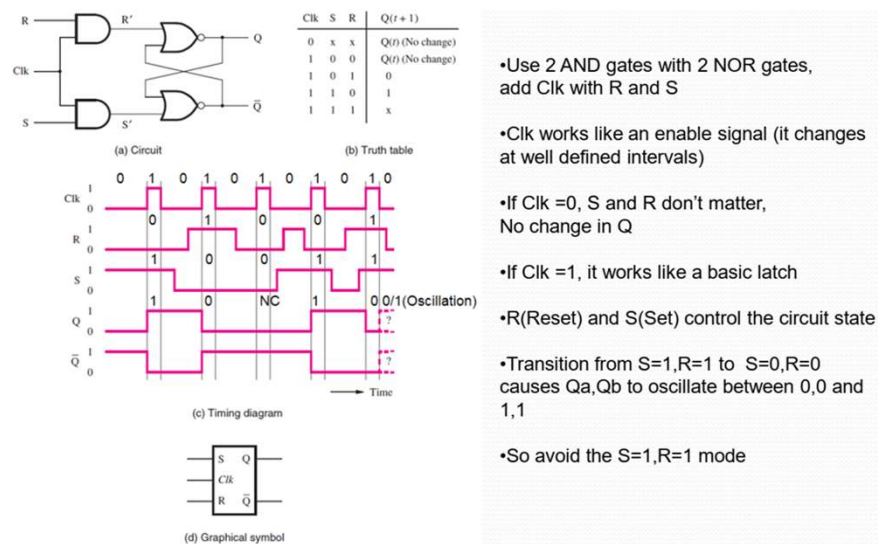 R
R′
Q
Clk
S
S′
Q̅
(a) Circuit
Clk S R Q(t + 1)
0 x x Q(t) (No change)
1 0 0 Q(t) (No change)
1 0 1 0
1 1 0 1
1 1 1 x
(b) Truth table
0 1 0 1 0 1 0 1 0 1 0
Clk 1
0
0 1 0 0 1
R 1
0
1 0 0 1 1
S 1
0
1 0 NC 1 0 0/1(Oscillation)
Q 1
0
?
Q̅ 1
0
?
Time
(c) Timing diagram
S Q
Clk
R Q̅
(d) Graphical symbol
•Use 2 AND gates with 2 NOR gates,
add Clk with R and S
•Clk works like an enable signal (it changes
at well defined intervals)
•If Clk =0, S and R don’t matter,
No change in Q
•If Clk =1, it works like a basic latch
•R(Reset) and S(Set) control the circuit state
•Transition from S=1,R=1 to S=0,R=0
causes Qa,Qb to oscillate between 0,0 and
1,1
•So avoid the S=1,R=1 mode